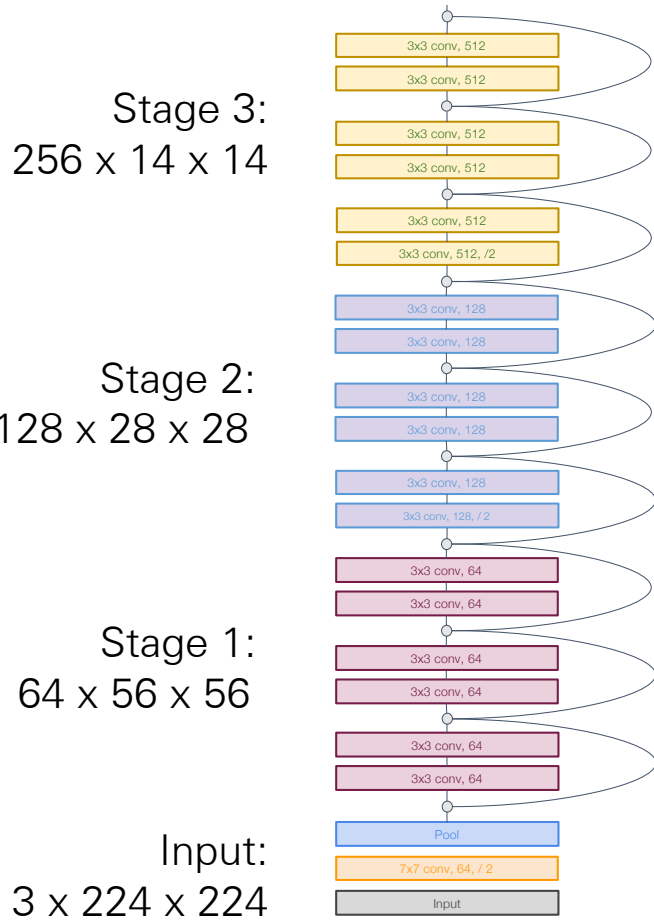 3x3 conv, 512
3x3 conv, 512
Stage 3:
256 x 14 x 14
3x3 conv, 512
3x3 conv, 512
3x3 conv, 512
3x3 conv, 512, /2
3x3 conv, 128
3x3 conv, 128
Stage 2:
128 x 28 x 28
3x3 conv, 128
3x3 conv, 128
3x3 conv, 128
3x3 conv, 128, / 2
3x3 conv, 64
3x3 conv, 64
Stage 1:
64 x 56 x 56
3x3 conv, 64
3x3 conv, 64
3x3 conv, 64
3x3 conv, 64
Input:
3 x 224 x 224
Pool
7x7 conv, 64, / 2
Input